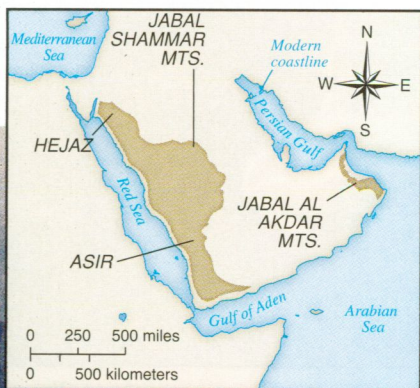 JABAL
SHAMMAR
MTS.
Mediterranean
Sea
Modern
coastline
N
W
E
S
Persian Gulf
HEJAZ
Red Sea
JABAL AL
AKDAR
MTS.
ASIR
Gulf of Aden
Arabian
Sea
0 250 500 miles
0 500 kilometers